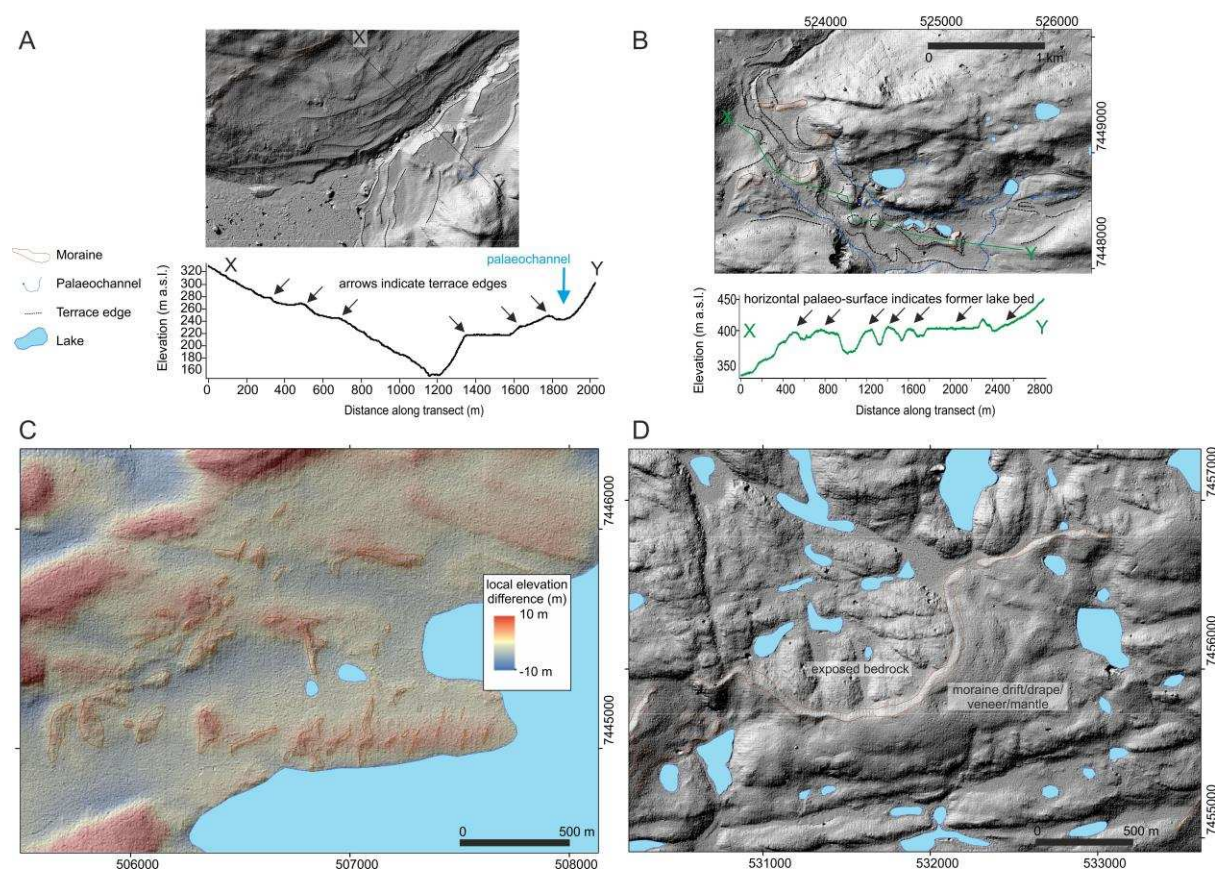 A
X
Moraine
Palaeochannel
Terrace edge
Lake
palaeochannel
X
arrows indicate terrace edges
Y
Elevation (m a.s.l.)
320
300
280
260
240
220
200
180
160
0 200 400 600 800 1000 1200 1400 1600 1800 2000
Distance along transect (m)
B
524000 525000 526000
0 1 km
X
Y
7449000
7448000
horizontal palaeo-surface indicates former lake bed
X
Y
Elevation (m a.s.l.)
450
400
350
0 400 800 1200 1600 2000 2400 2800
Distance along transect (m)
C
local elevation
difference (m)
10 m
-10 m
7446000
7445000
0 500 m
506000 507000 508000
D
exposed bedrock
moraine drift/drape/
veneer/mantle
7457000
7456000
7455000
0 500 m
531000 532000 533000